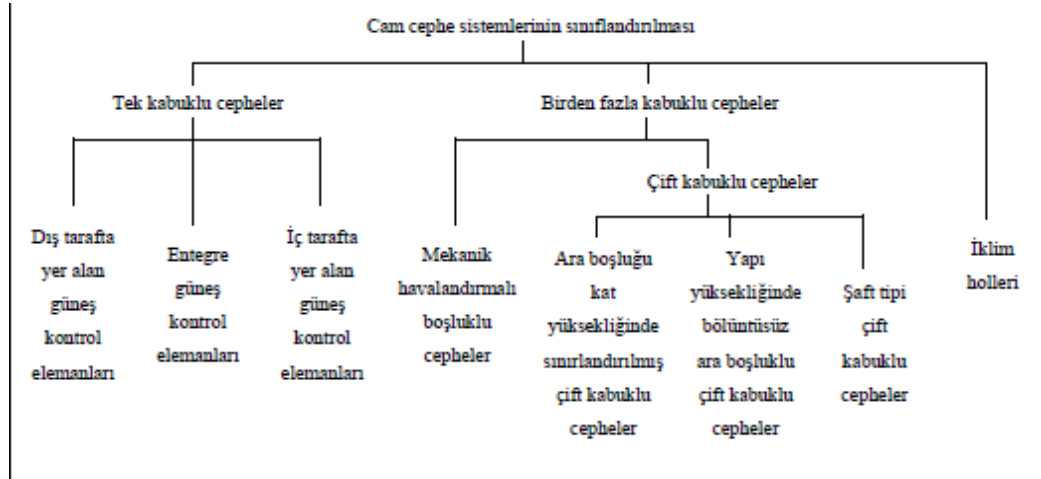 Cam cephe sistemlerinin sınıflandırılması
Tek kabuklu cepheler
Birden fazla kabuklu cepheler
Çift kabuklu cepheler
Dış tarafta
yer alan
güneş
kontrol
elemanları
Entegre
güneş
kontrol
elemanları
İç tarafta
yer alan
güneş
kontrol
elemanları
Mekanik
havalandırmalı
boşluklu
cepheler
Ara boşluğu
kat
yüksekliğinde
sınırlandırılmış
çift kabuklu
cepheler
Yapı
yüksekliğinde
bölüntüsüz
ara boşluklu
çift kabuklu
cepheler
Şaft tipi
çift
kabuklu
cepheler
İklim
holleri